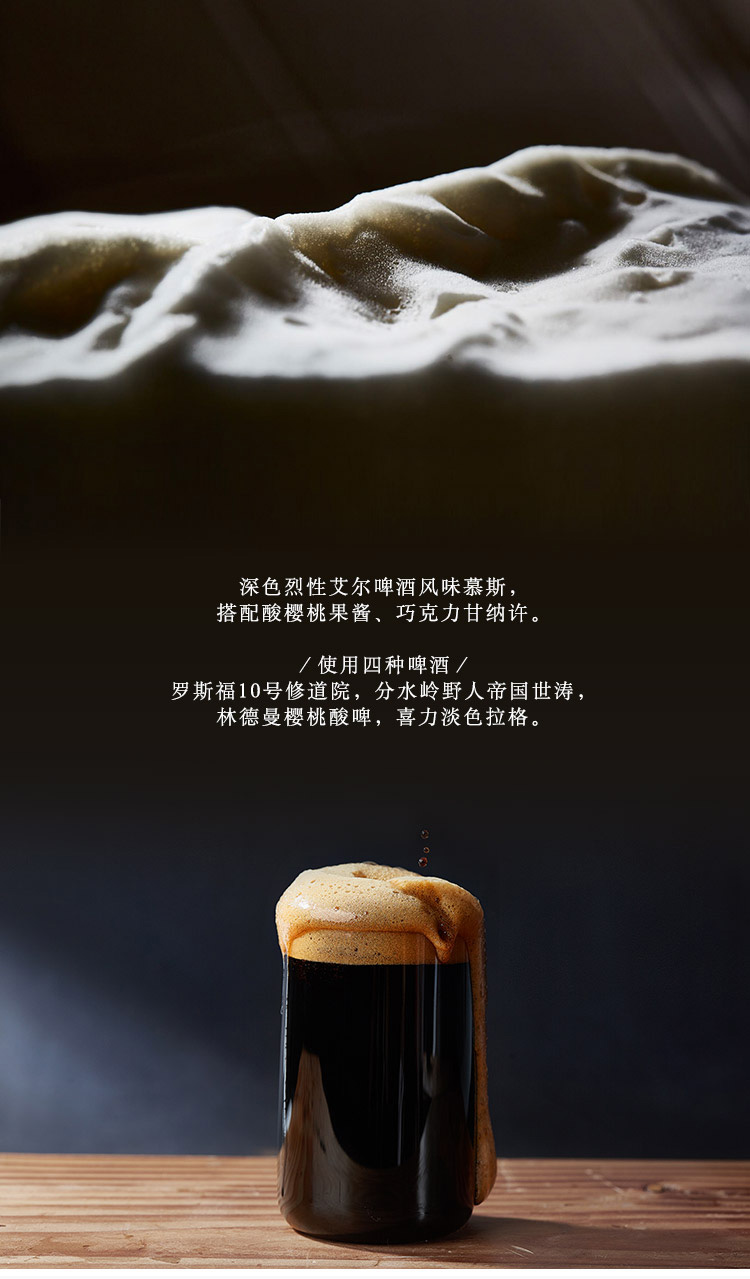 深色烈性艾尔啤酒风味慕斯，
搭配酸樱桃果酱、巧克力甘纳许。
/ 使用四种啤酒 /
罗斯福10号修道院，分水岭野人帝国世涛，
林德曼樱桃酸啤，喜力淡色拉格。